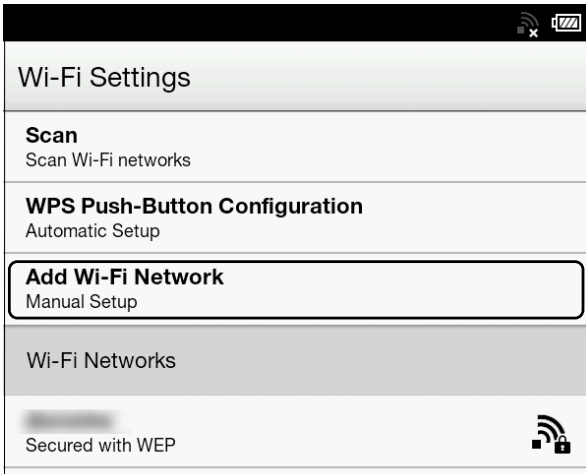 Wi-Fi Settings
Scan
Scan Wi-Fi networks
WPS Push-Button Configuration
Automatic Setup
Add Wi-Fi Network
Manual Setup
Wi-Fi Networks
Secured with WEP